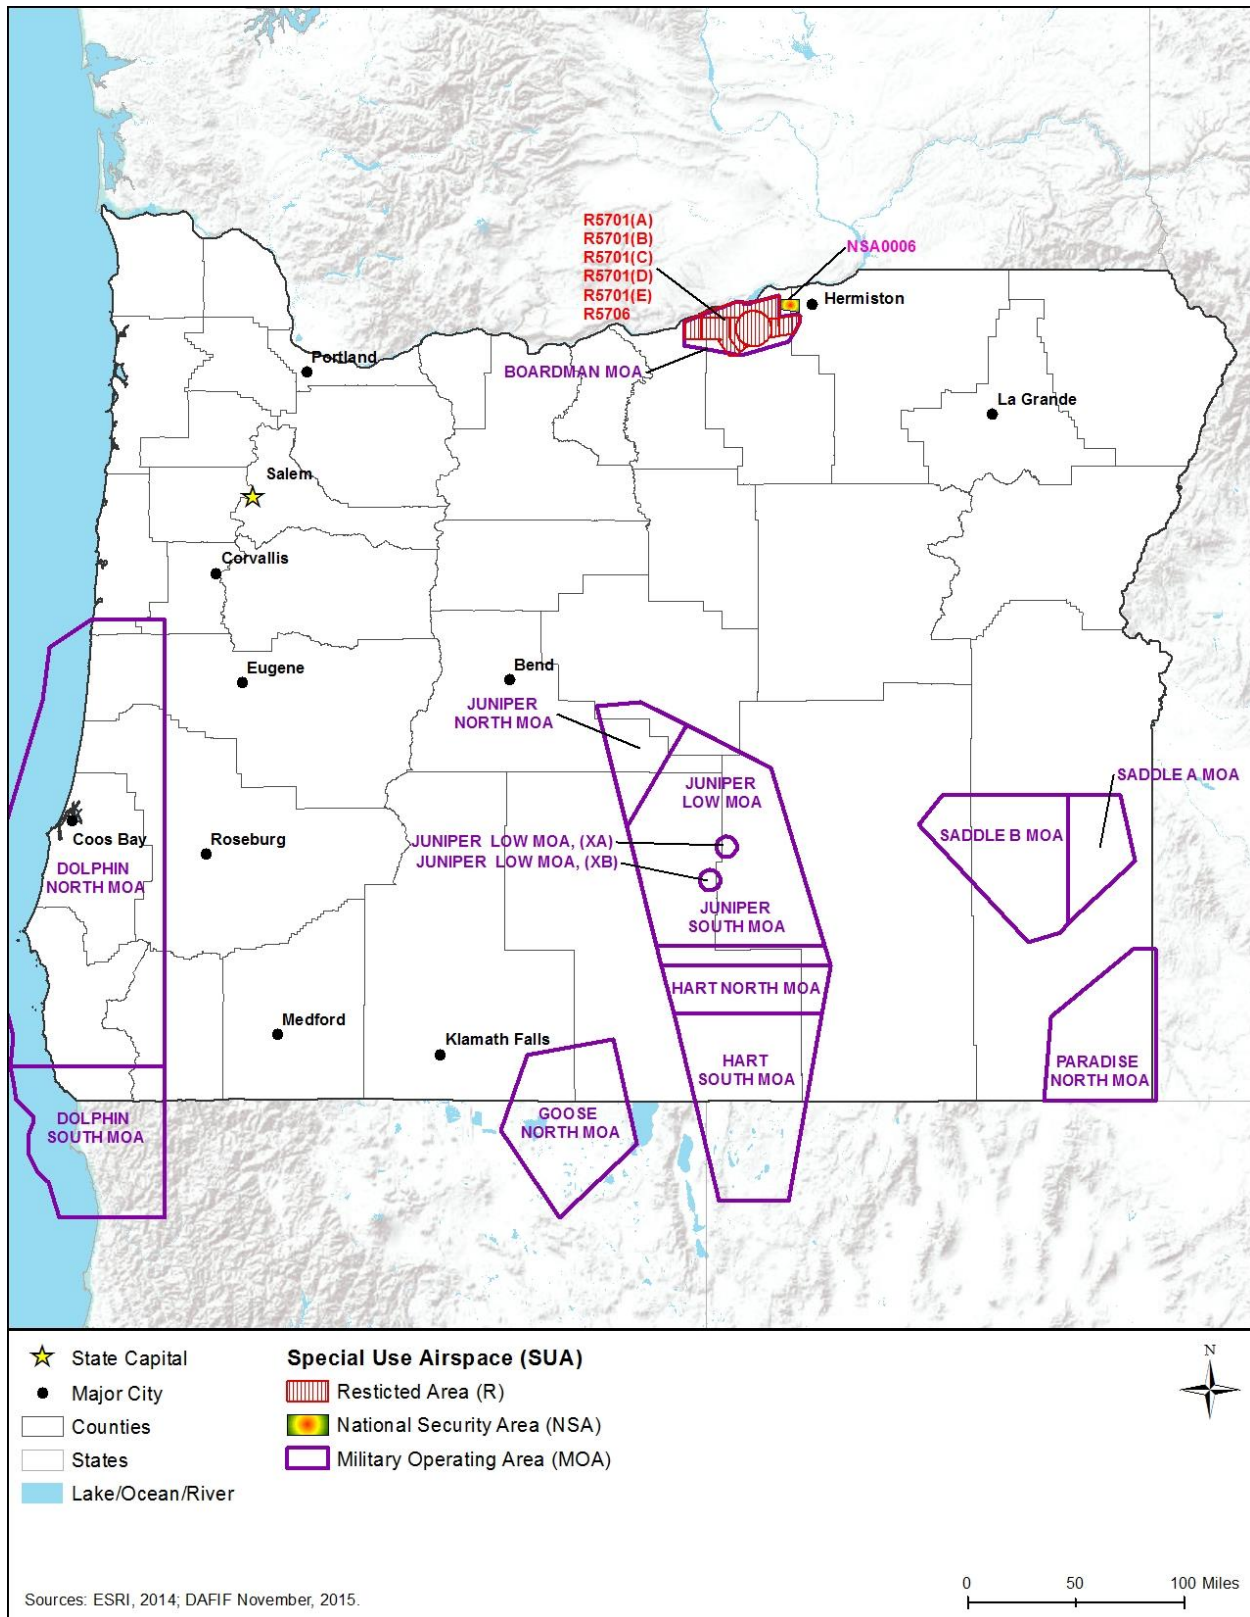 R5701(A)
R5701(B)
R5701(C)
R5701(D)
R5701(E)
R5706
NSA0006
Hermiston
Portland
BOARDMAN MOA
La Grande
Salem
Corvallis
Eugene
Bend
JUNIPER
NORTH MOA
JUNIPER
LOW MOA
SADDLE A MOA
SADDLE B MOA
Coos Bay
Roseburg
JUNIPER LOW MOA, (XA)
JUNIPER LOW MOA, (XB)
DOLPHIN
NORTH MOA
JUNIPER
SOUTH MOA
HART NORTH MOA
Medford
Klamath Falls
HART
SOUTH MOA
PARADISE
NORTH MOA
DOLPHIN
SOUTH MOA
GOOSE
NORTH MOA
State Capital
Major City
Counties
States
Lake/Ocean/River
Special Use Airspace (SUA)
Resticted Area (R)
National Security Area (NSA)
Military Operating Area (MOA)
N
Sources: ESRI, 2014; DAFIF November, 2015.
0 50 100 Miles